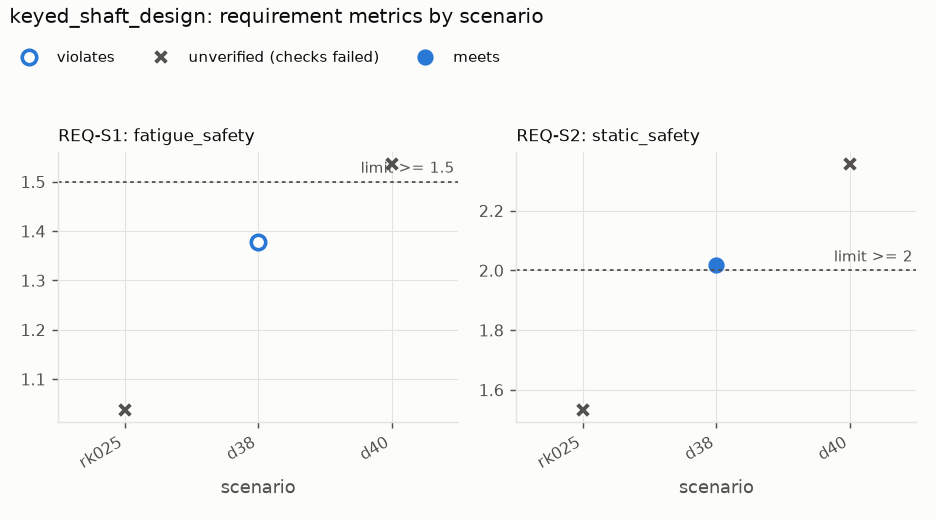 keyed_shaft_design: requirement metrics by scenario
violates unverified (checks failed) meets
REQ-S1: fatigue_safety
limit >= 1.5
1.5
1.4
1.3
1.2
1.1
rk025 d38 d40
scenario
REQ-S2: static_safety
limit >= 2
2.2
2.0
1.8
1.6
rk025 d38 d40
scenario